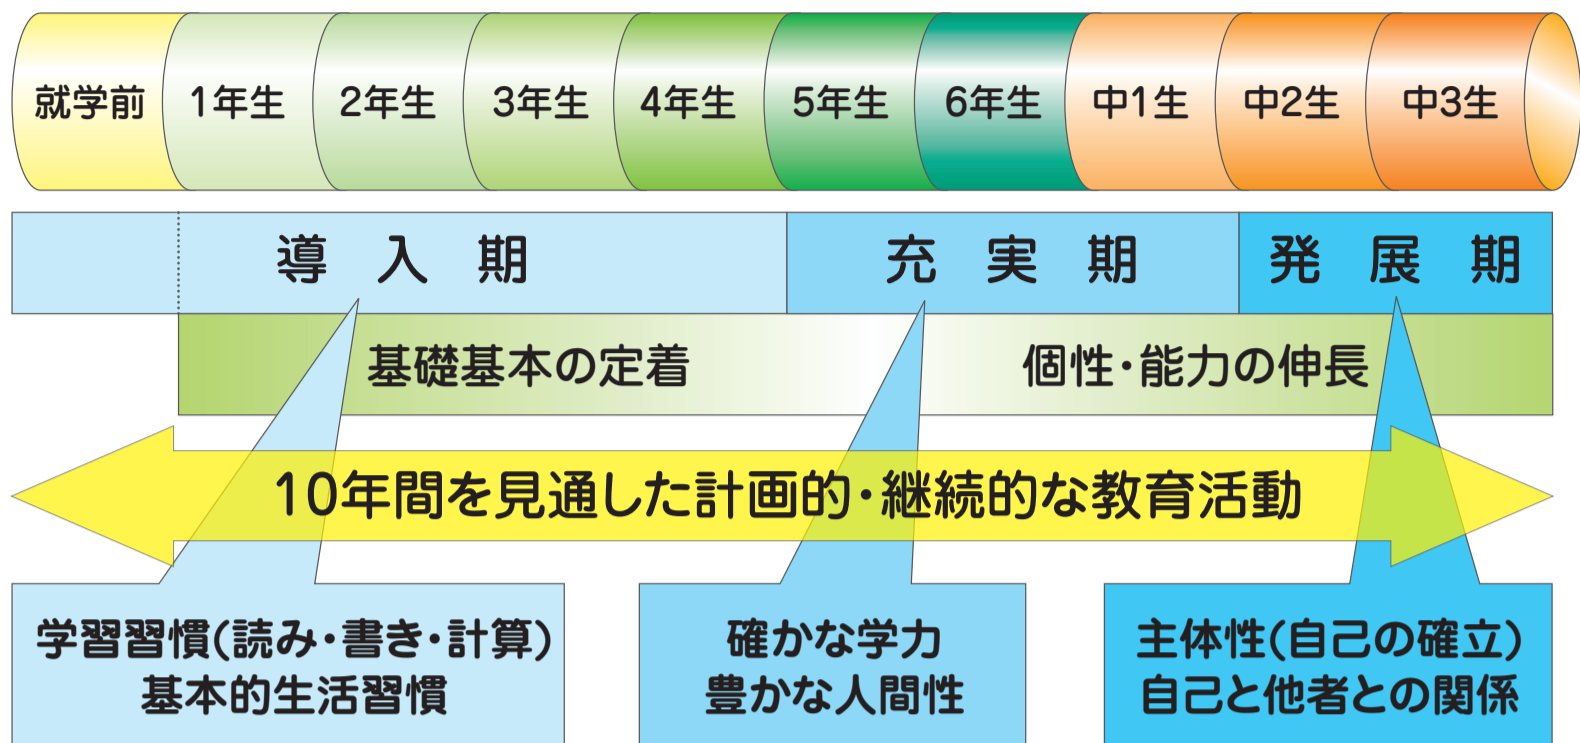 就学前 1年生 2年生 3年生 4年生 5年生 6年生 中1生 中2生 中3生
導入期 充実期 発展期
基礎基本の定着 個性・能力の伸長
10年間を見通した計画的・継続的な教育活動
学習習慣(読み・書き・計算)
基本的生活習慣
確かな学力
豊かな人間性
主体性(自己の確立)
自己と他者との関係